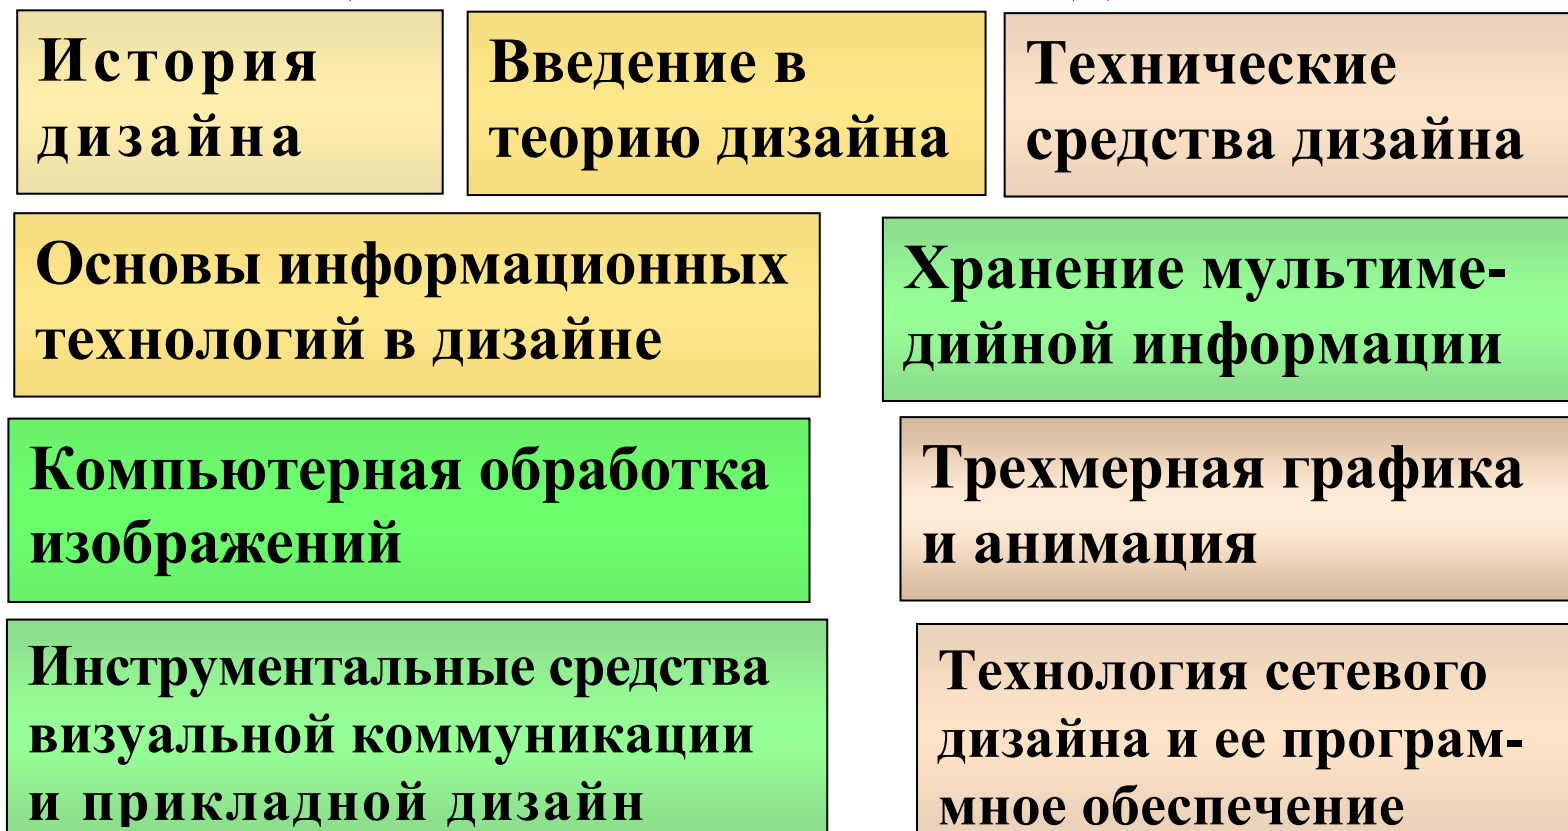 История
дизайна
Введение в
теорию дизайна
Технические
средства дизайна
Основы информационных
технологий в дизайне
Хранение мультиме-
дийной информации
Компьютерная обработка
изображений
Трехмерная графика
и анимация
Инструментальные средства
визуальной коммуникации
и прикладной дизайн
Технология сетевого
дизайна и ее програм-
мное обеспечение